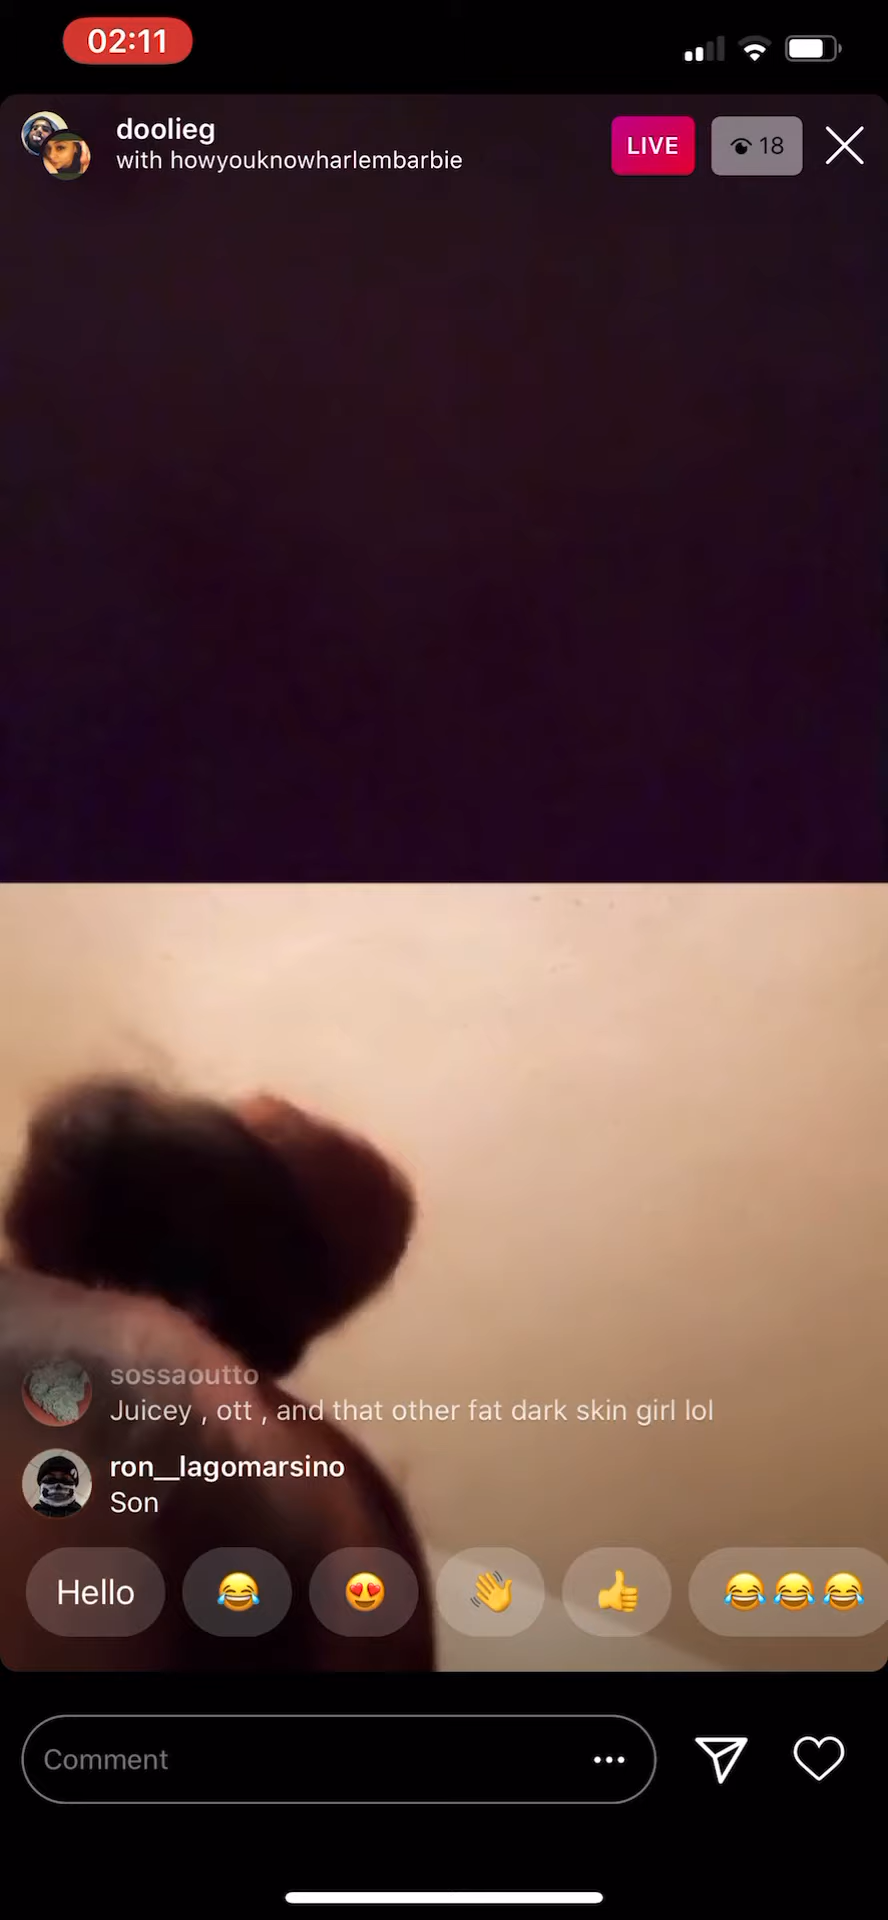 02:11
doolieg
with howyouknowharlembarbie
LIVE
18
sossaoutto
Juicey , ott , and that other fat dark skin girl lol
ron__lagomarsino
Son
Hello
Comment